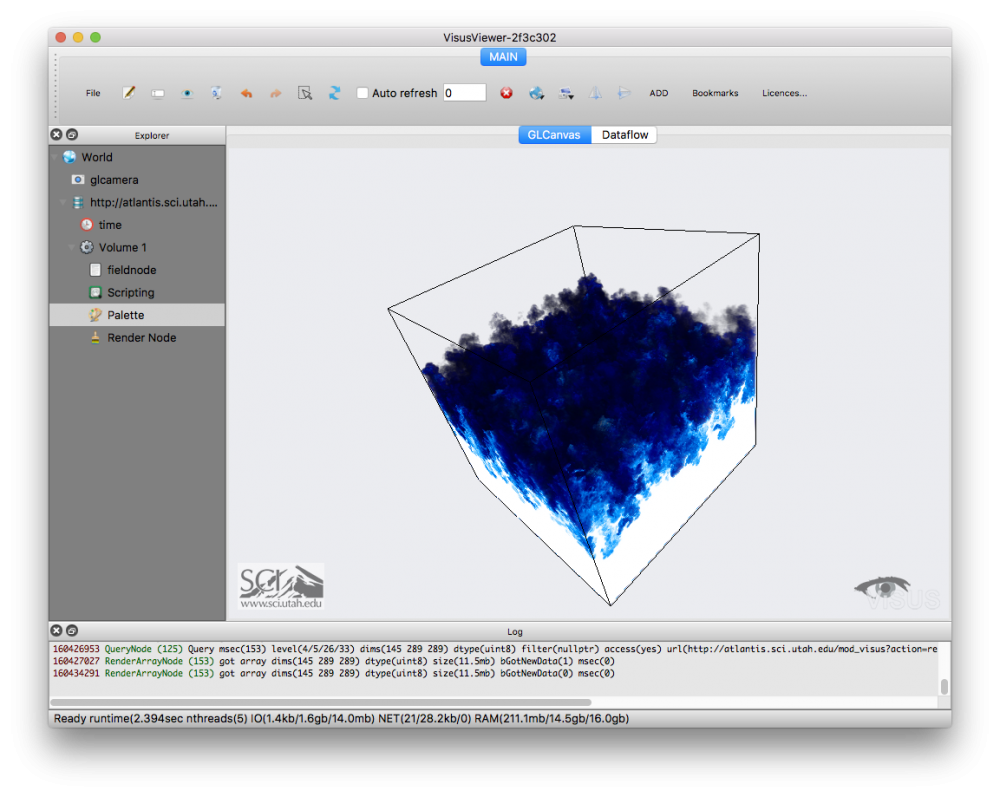 VisusViewer-2f3c302
MAIN
File Auto refresh 0 ADD Bookmarks Licences...
Explorer
GLCanvas Dataflow
World
glcamera
http://atlantis.sci.utah....
time
Volume 1
fieldnode
Scripting
Palette
Render Node
SCI
www.sci.utah.edu
VISUS
Log
160426953 QueryNode (125) Query msec(153) level(4/5/26/33) dims(145 289 289) dtype(uint8) filter(nullptr) access(yes) url(http://atlantis.sci.utah.edu/mod_visus?action=re
160427027 RenderArrayNode (153) got array dims(145 289 289) dtype(uint8) size(11.5mb) bGotNewData(1) msec(0)
160434291 RenderArrayNode (153) got array dims(145 289 289) dtype(uint8) size(11.5mb) bGotNewData(0) msec(0)
Ready runtime(2.394sec nthreads(5) IO(1.4kb/1.6gb/14.0mb) NET(21/28.2kb/0) RAM(211.1mb/14.5gb/16.0gb)